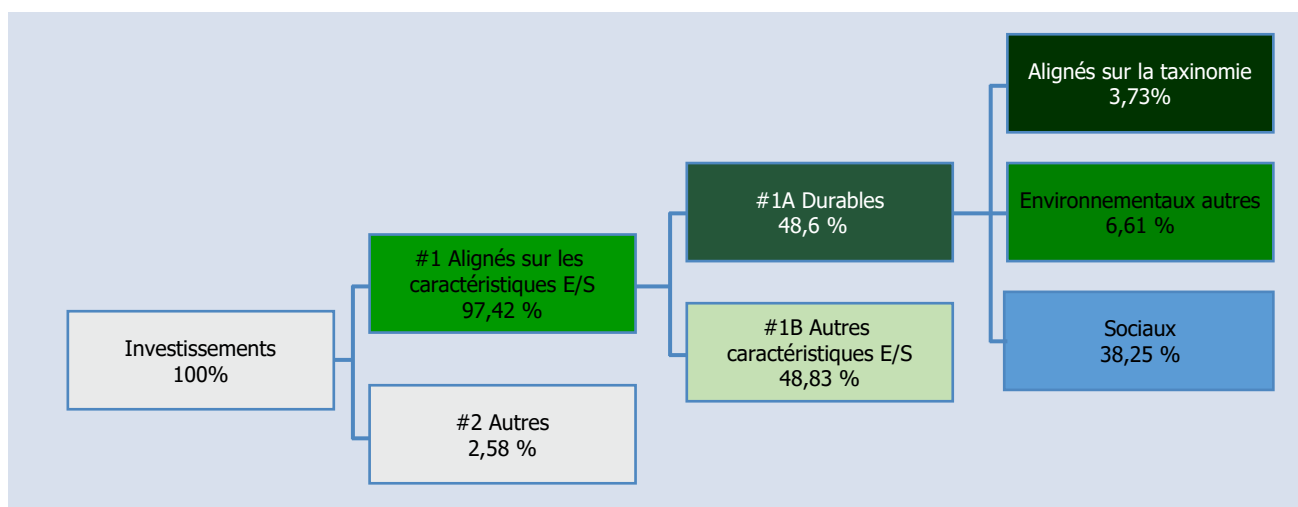 Investissements
100%
#1 Alignés sur les
caractéristiques E/S
97,42 %
#2 Autres
2,58 %
#1A Durables
48,6 %
#1B Autres
caractéristiques E/S
48,83 %
Alignés sur la taxinomie
3,73%
Environnementaux autres
6,61 %
Sociaux
38,25 %